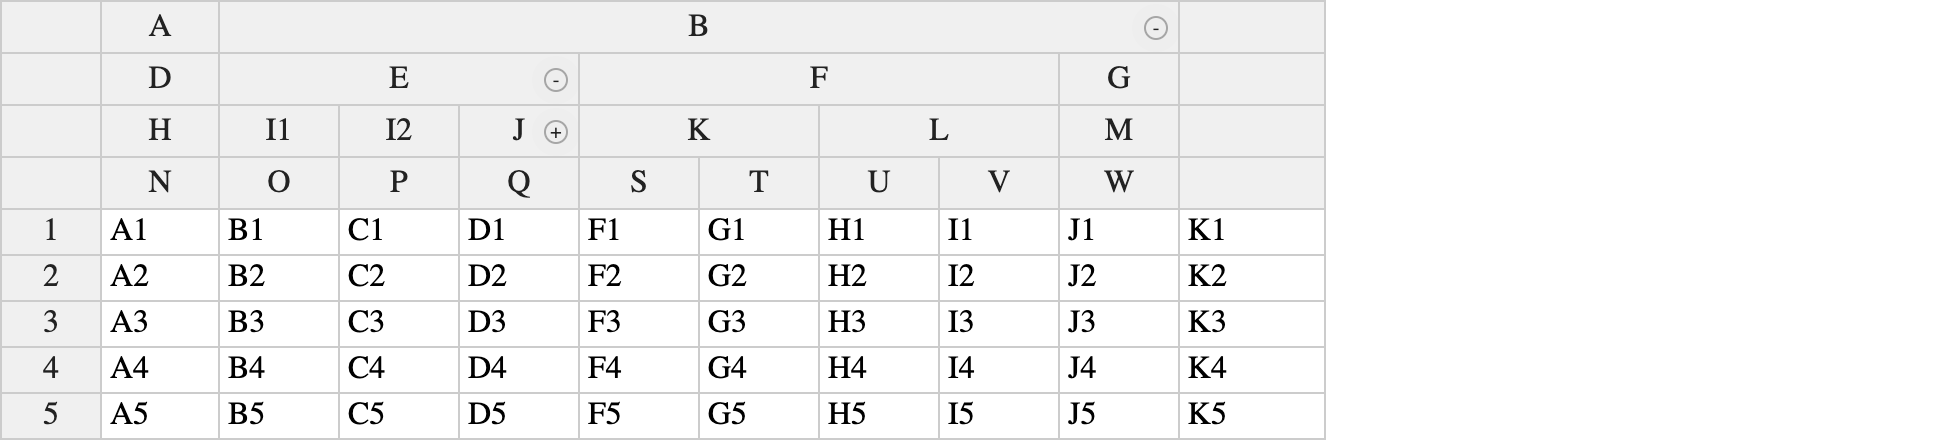 A B -
D E - F G
H I1 I2 J + K L M
N O P Q S T U V W
1 A1 B1 C1 D1 F1 G1 H1 I1 J1 K1
2 A2 B2 C2 D2 F2 G2 H2 I2 J2 K2
3 A3 B3 C3 D3 F3 G3 H3 I3 J3 K3
4 A4 B4 C4 D4 F4 G4 H4 I4 J4 K4
5 A5 B5 C5 D5 F5 G5 H5 I5 J5 K5